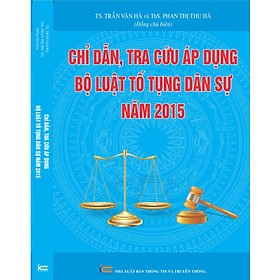 TS. TRẦN VĂN HÀ và ThS. PHAN THỊ THU HÀ
(Đồng chủ biên)
CHỈ DẪN, TRA CỨU ÁP DỤNG
BỘ LUẬT TỐ TỤNG DÂN SỰ
NĂM 2015
NHÀ XUẤT BẢN THÔNG TIN VÀ TRUYỀN THÔNG
CHỈ DẪN, TRA CỨU ÁP DỤNG
BỘ LUẬT TỐ TỤNG DÂN SỰ NĂM 2015